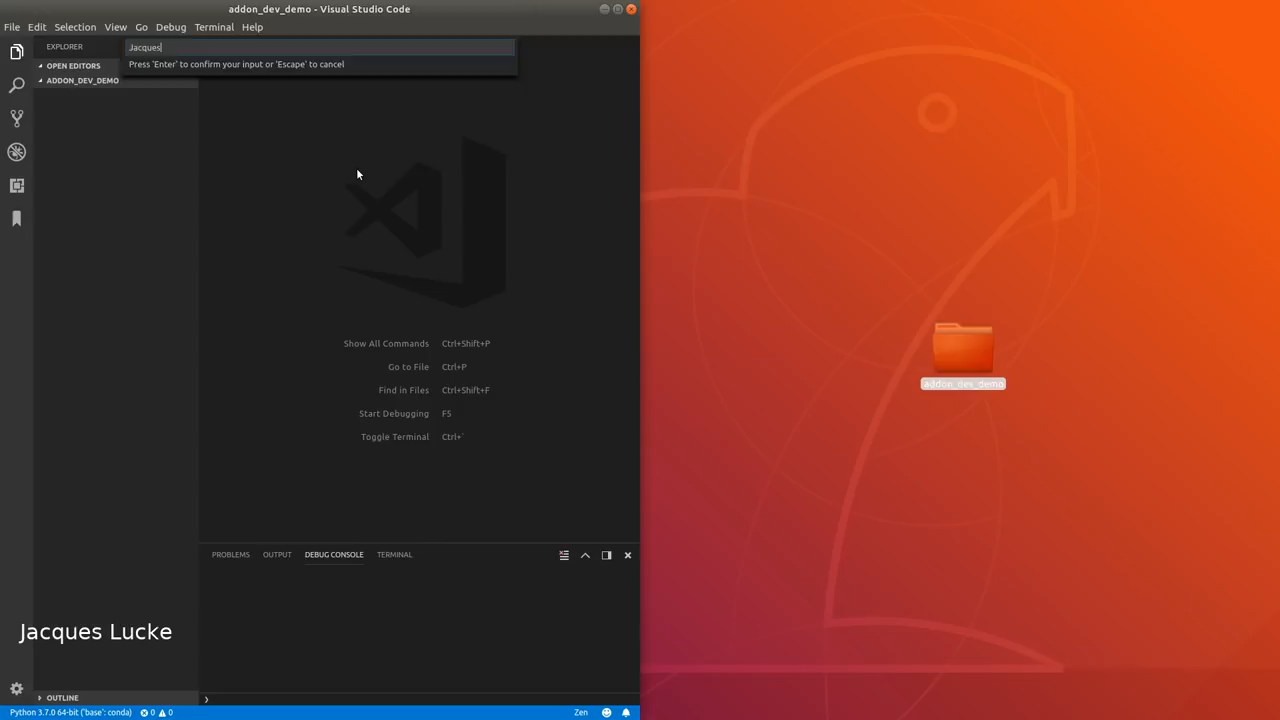 addon_dev_demo - Visual Studio Code
File Edit Selection View Go Debug Terminal Help
EXPLORER
Jacques
OPEN EDITORS
Press 'Enter' to confirm your input or 'Escape' to cancel
ADDON_DEV_DEMO
Show All Commands Ctrl+Shift+P
Go to File Ctrl+P
Find in Files Ctrl+Shift+F
Start Debugging F5
Toggle Terminal Ctrl+`
addon_dev_demo
PROBLEMS OUTPUT DEBUG CONSOLE TERMINAL
Jacques Lucke
OUTLINE
Python 3.7.0 64-bit ('base': conda) 0 0 Zen